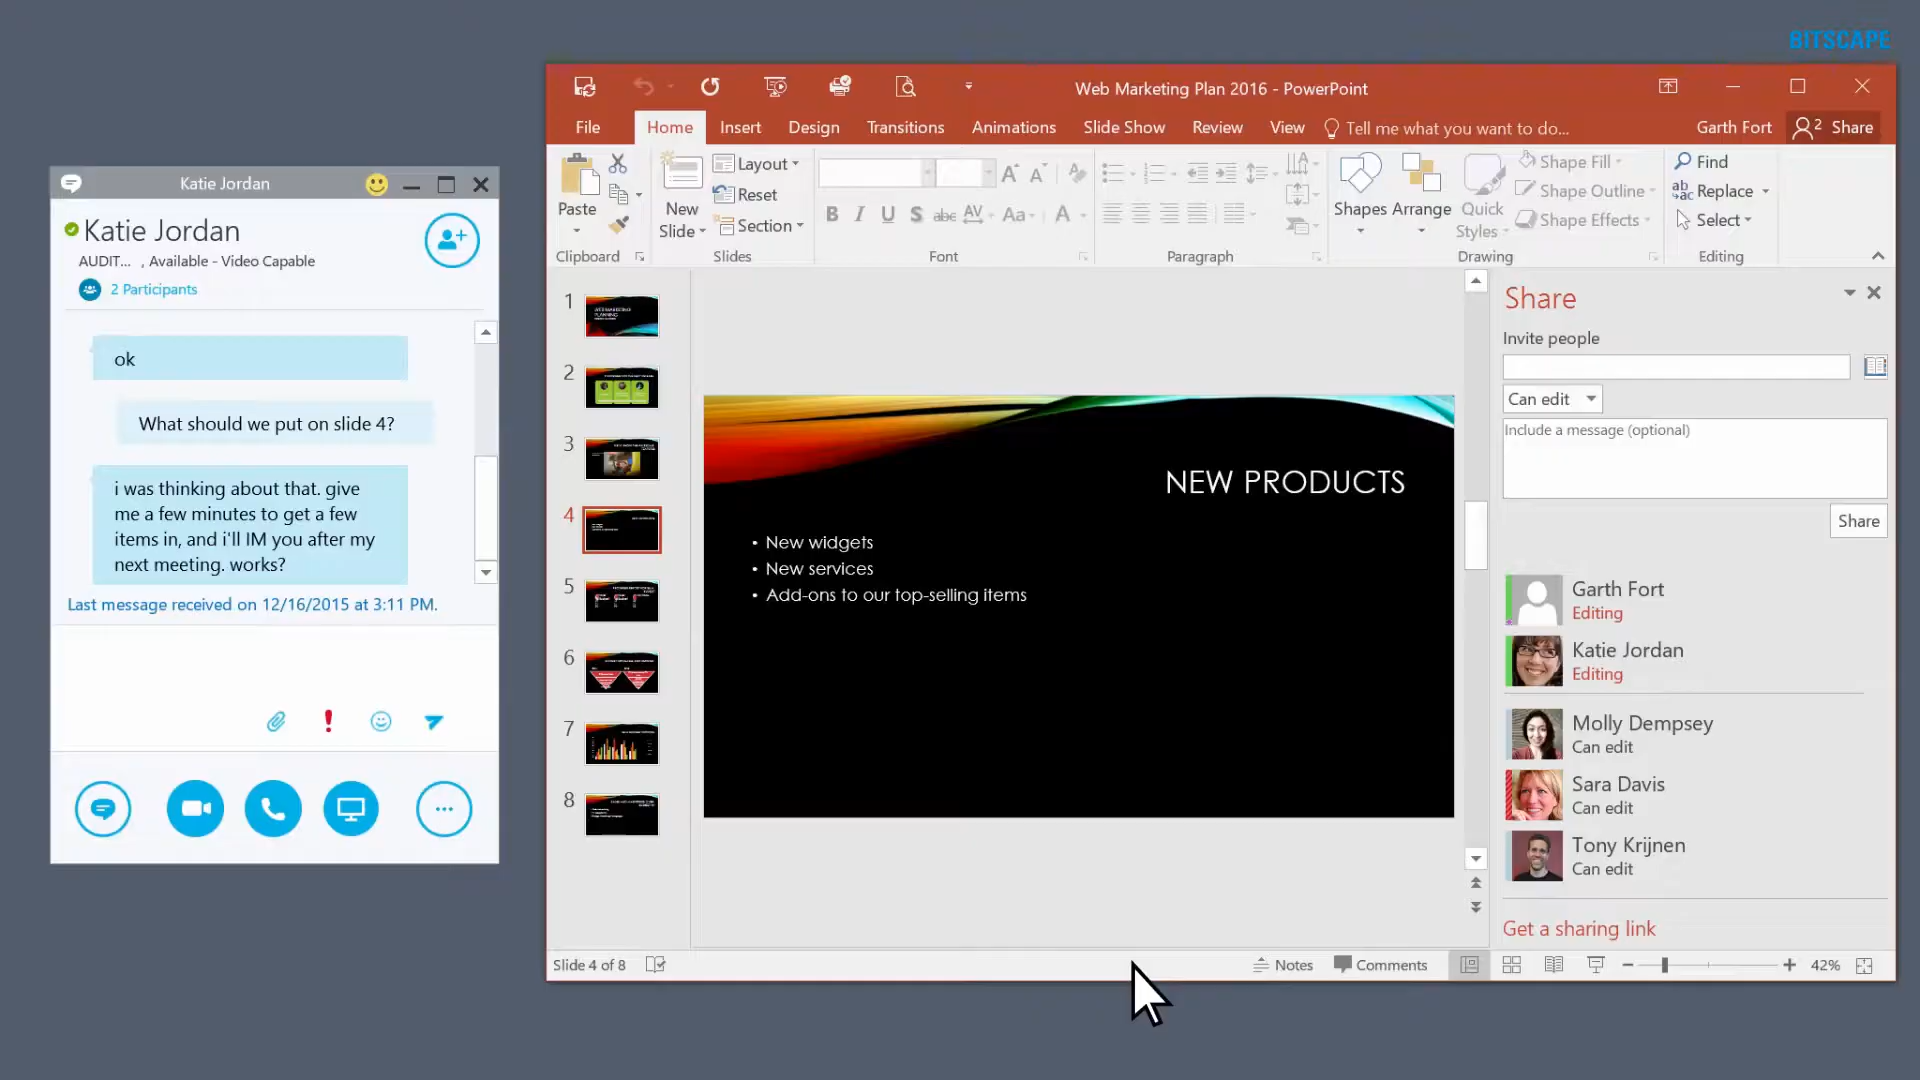 BITSCAPE
Katie Jordan
Katie Jordan
AUDIT... , Available - Video Capable
2 Participants
ok
What should we put on slide 4?
i was thinking about that. give
me a few minutes to get a few
items in, and i'll IM you after my
next meeting. works?
Last message received on 12/16/2015 at 3:11 PM.
Web Marketing Plan 2016 - PowerPoint
File Home Insert Design Transitions Animations Slide Show Review View Tell me what you want to do... Garth Fort 2 Share
Paste
Clipboard
New
Slide
Layout
Reset
Section
Slides
B I U S abc AV Aa A
Font
Paragraph
Shapes Arrange Quick
Styles
Shape Fill
Shape Outline
Shape Effects
Drawing
Find
Replace
Select
Editing
1
2
3
4
5
6
7
8
NEW PRODUCTS
• New widgets
• New services
• Add-ons to our top-selling items
Share
Invite people
Can edit
Include a message (optional)
Share
Garth Fort
Editing
Katie Jordan
Editing
Molly Dempsey
Can edit
Sara Davis
Can edit
Tony Krijnen
Can edit
Get a sharing link
Slide 4 of 8
Notes Comments 42%